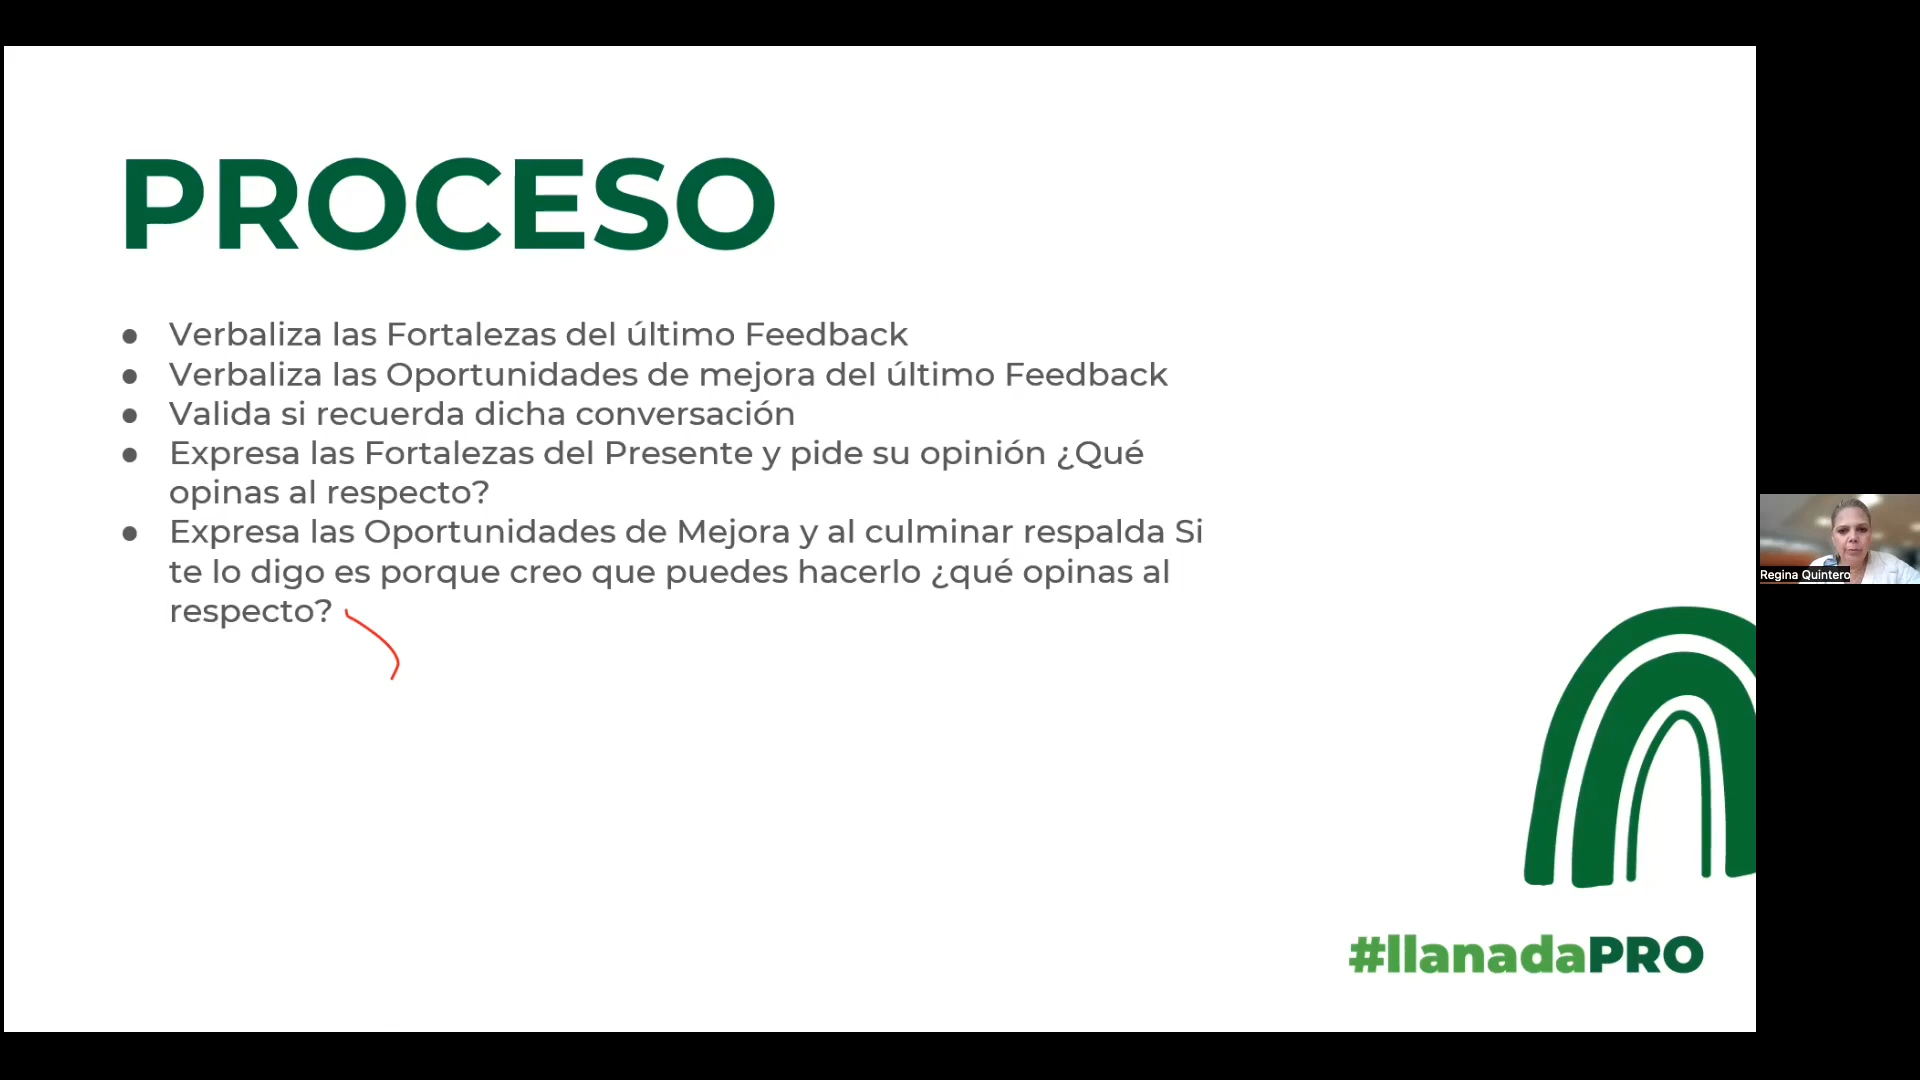 PROCESO
● Verbaliza las Fortalezas del último Feedback
● Verbaliza las Oportunidades de mejora del último Feedback
● Valida si recuerda dicha conversación
● Expresa las Fortalezas del Presente y pide su opinión ¿Qué
opinas al respecto?
● Expresa las Oportunidades de Mejora y al culminar respalda Si
te lo digo es porque creo que puedes hacerlo ¿qué opinas al
respecto?
Regina Quintero
#llanadaPRO